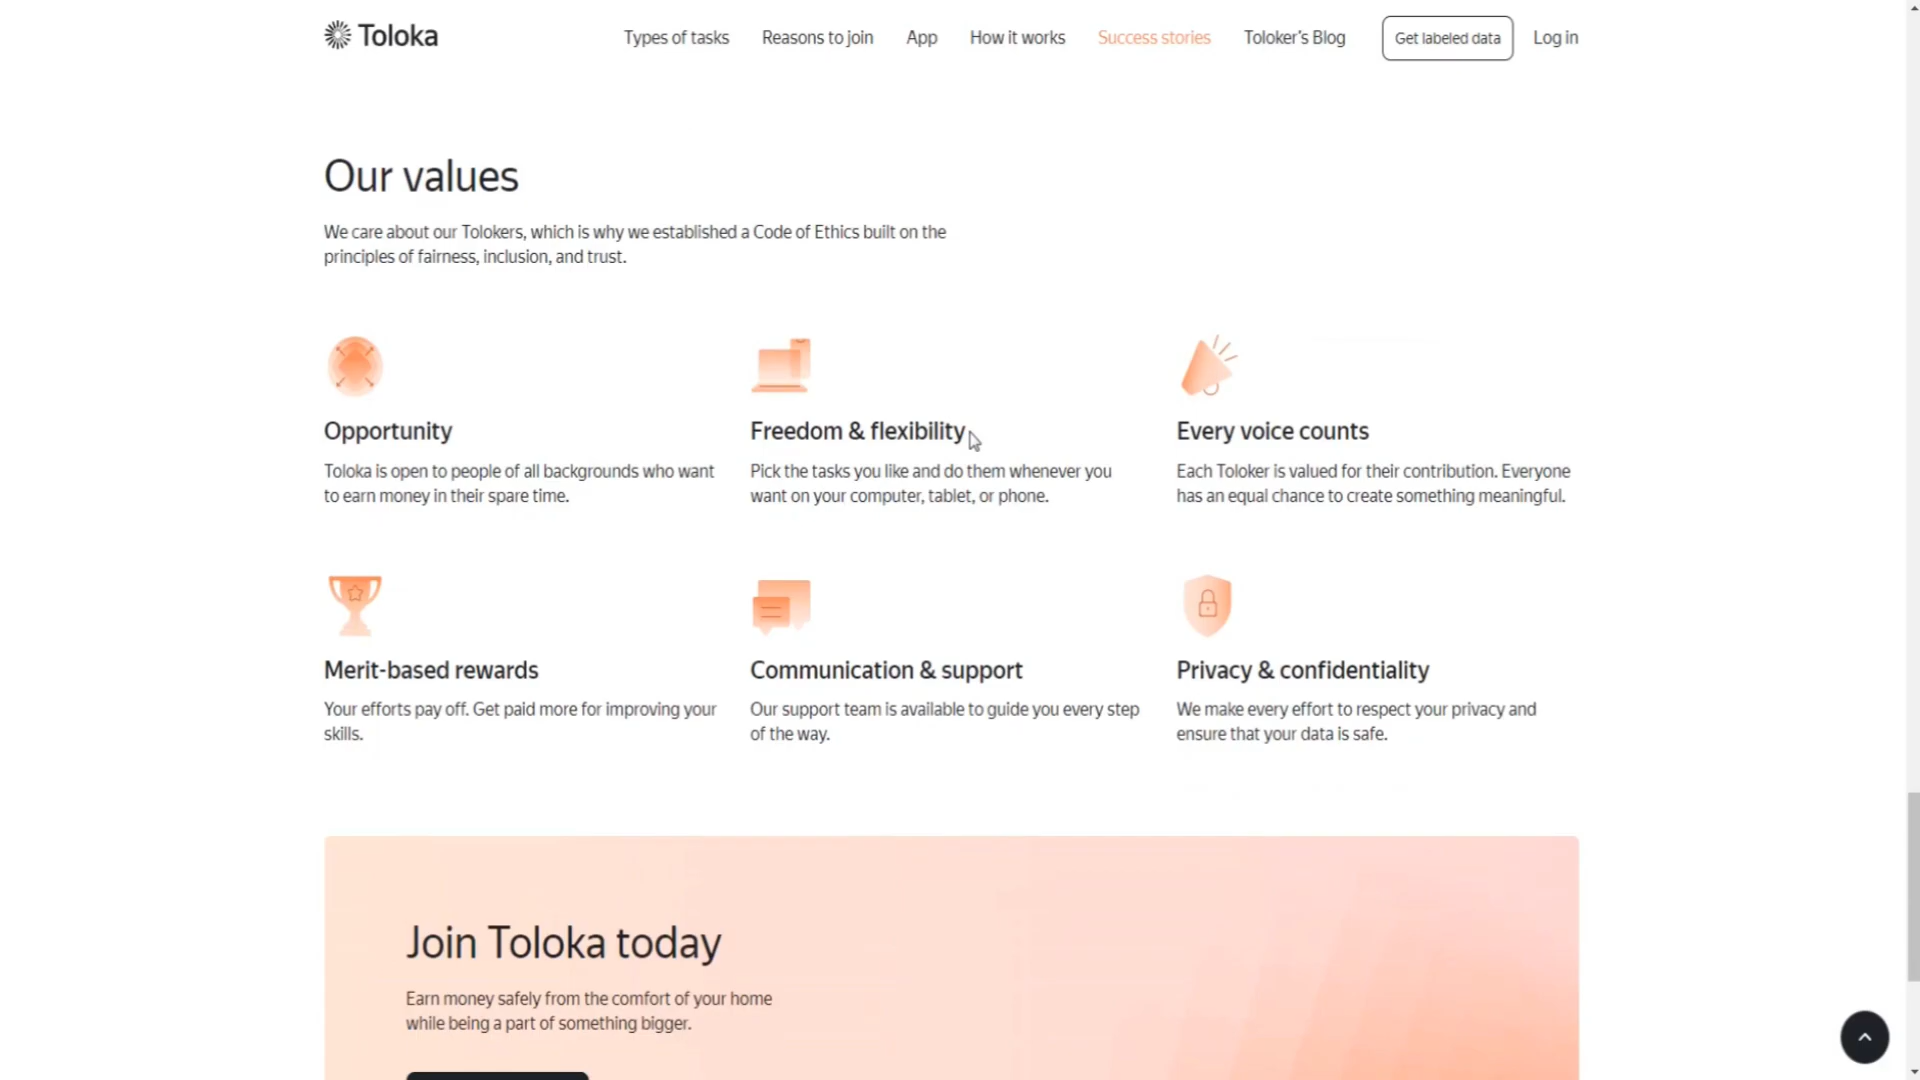 Toloka
Types of tasks
Reasons to join
App
How it works
Success stories
Toloker's Blog
Get labeled data
Log in
Our values
We care about our Tolokers, which is why we established a Code of Ethics built on the
principles of fairness, inclusion, and trust.
Opportunity
Toloka is open to people of all backgrounds who want
to earn money in their spare time.
Freedom & flexibility
Pick the tasks you like and do them whenever you
want on your computer, tablet, or phone.
Every voice counts
Each Toloker is valued for their contribution. Everyone
has an equal chance to create something meaningful.
Merit-based rewards
Your efforts pay off. Get paid more for improving your
skills.
Communication & support
Our support team is available to guide you every step
of the way.
Privacy & confidentiality
We make every effort to respect your privacy and
ensure that your data is safe.
Join Toloka today
Earn money safely from the comfort of your home
while being a part of something bigger.